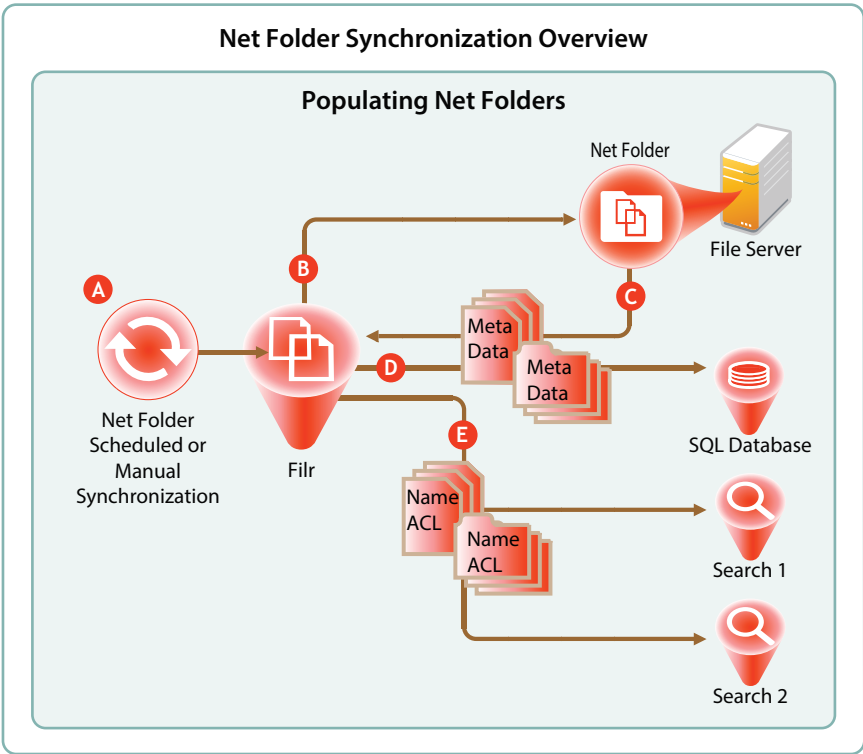 Net Folder Synchronization Overview
Populating Net Folders
Net Folder
File Server
A
B
C
Meta
Data
Meta
Data
D
Net Folder
Scheduled or
Manual
Synchronization
Filr
E
SQL Database
Name
ACL
Name
ACL
Search 1
Search 2